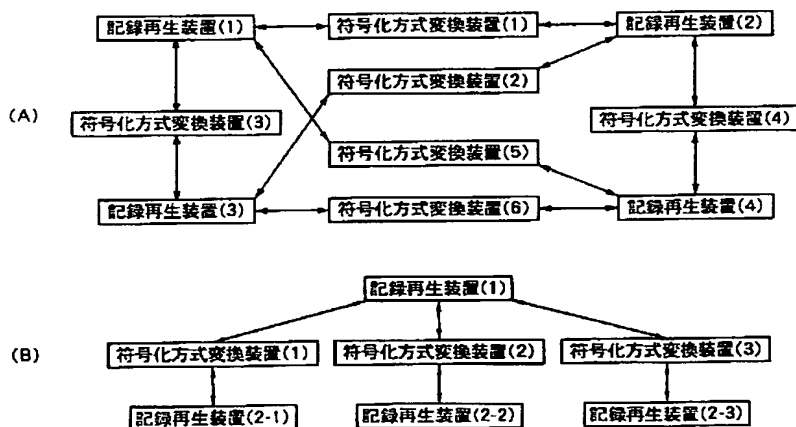 記録再生装置(1)
符号化方式変換装置(1)
記録再生装置(2)
符号化方式変換装置(2)
(A)
符号化方式変換装置(3)
符号化方式変換装置(4)
符号化方式変換装置(5)
記録再生装置(3)
符号化方式変換装置(6)
記録再生装置(4)
記録再生装置(1)
(B)
符号化方式変換装置(1)
符号化方式変換装置(2)
符号化方式変換装置(3)
記録再生装置(2-1)
記録再生装置(2-2)
記録再生装置(2-3)